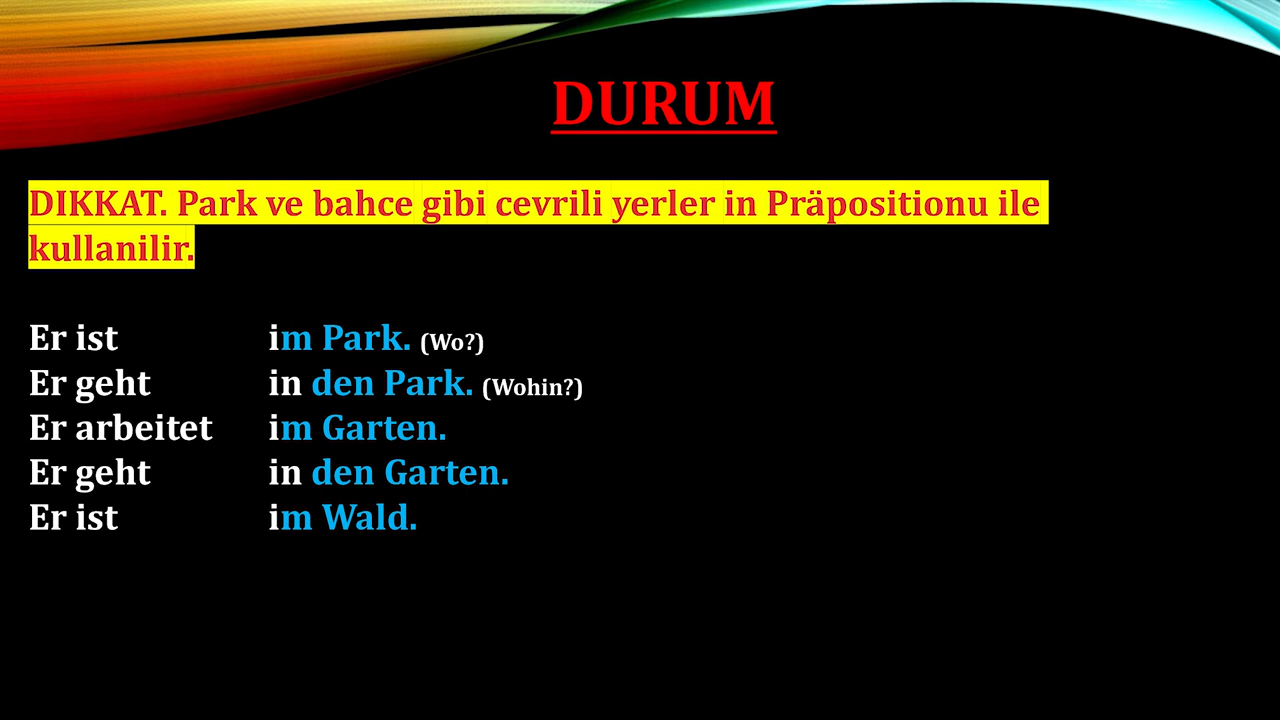 DURUM
DIKKAT. Park ve bahce gibi cevrili yerler in Präpositionu ile
kullanilir.
Er ist im Park. (Wo?)
Er geht in den Park. (Wohin?)
Er arbeitet im Garten.
Er geht in den Garten.
Er ist im Wald.